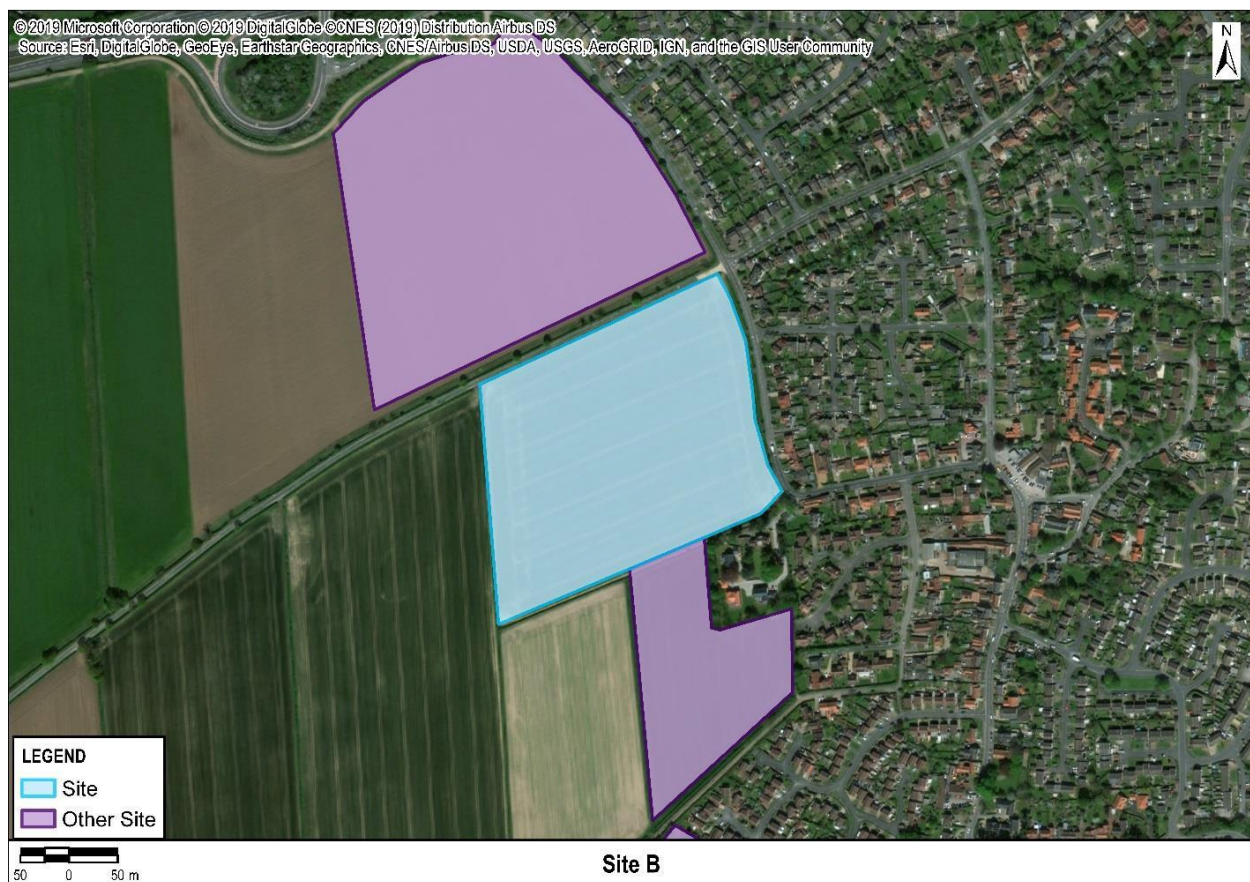 © 2019 Microsoft Corporation © 2019 DigitalGlobe ©CNES (2019) Distribution Airbus DS
Source: Esri, DigitalGlobe, GeoEye, Earthstar Geographics, CNES/Airbus DS, USDA, USGS, AeroGRID, IGN, and the GIS User Community
N
LEGEND
Site
Other Site
50 0 50 m
Site B